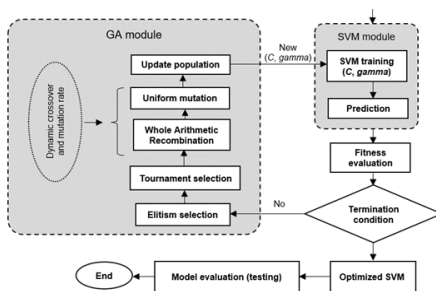 GA module
Update population
Uniform mutation
Whole Arithmetic
Recombination
Tournament selection
Elitism selection
Dynamic crossover
and mutation rate
New
(C, gamma)
SVM module
SVM training
(C, gamma)
Prediction
Fitness
evaluation
Termination
condition
No
Optimized SVM
Model evaluation (testing)
End